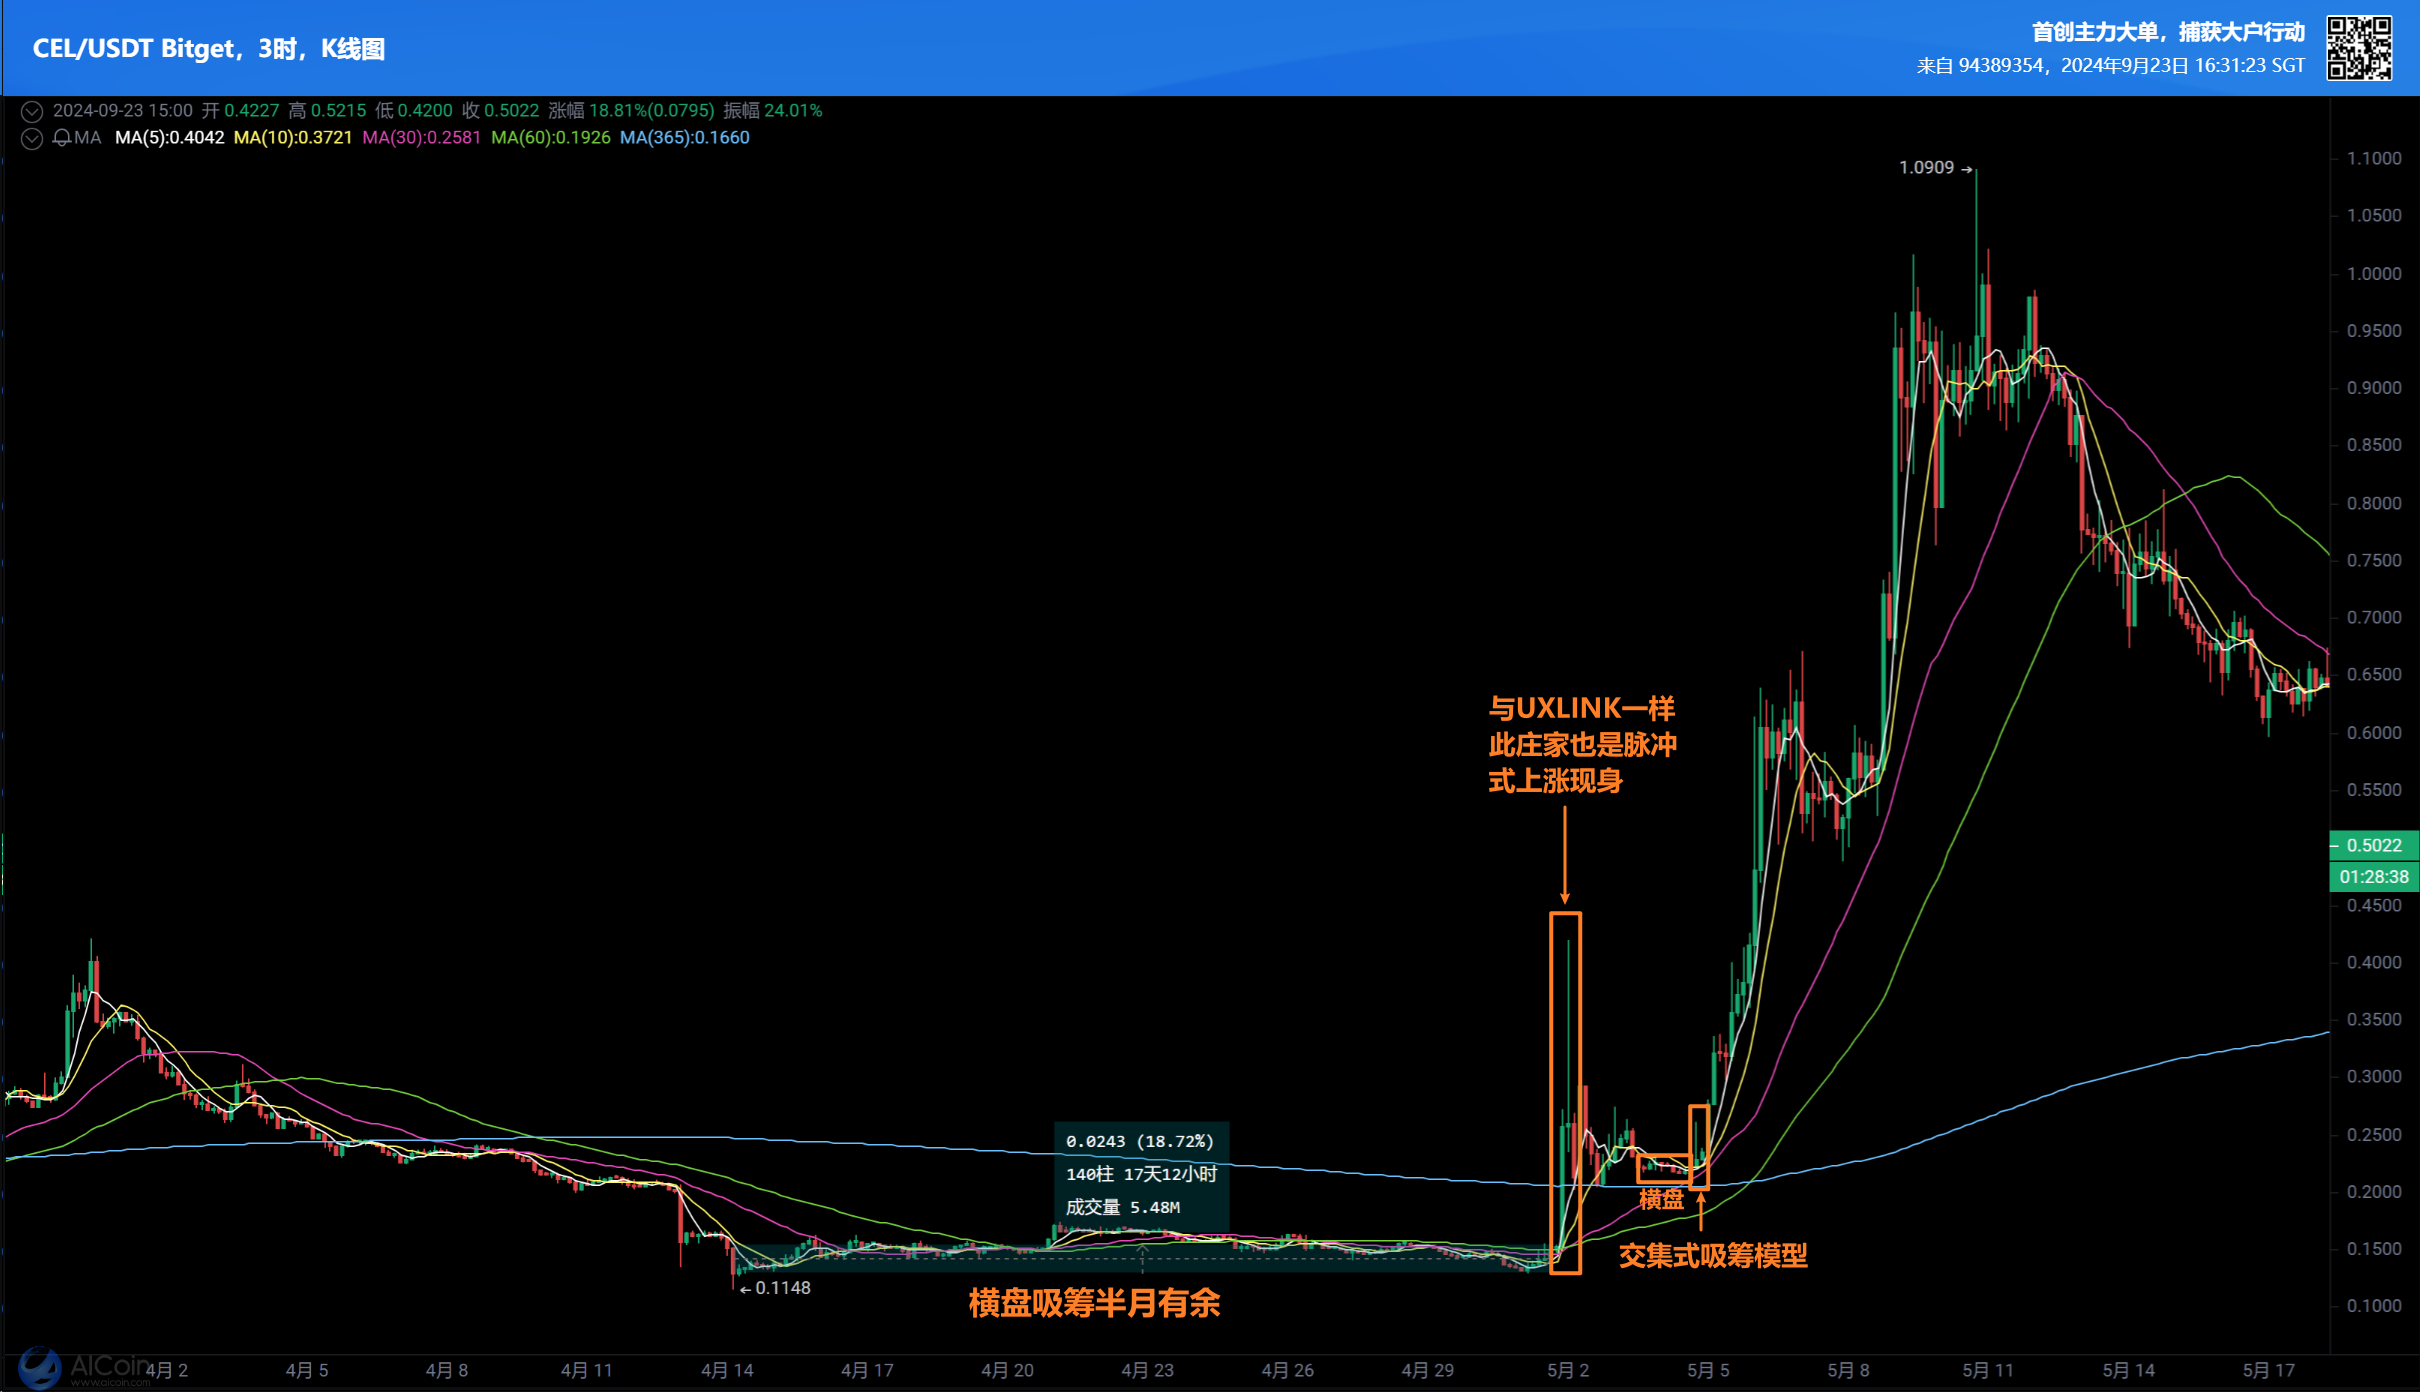 CEL/USDT Bitget，3时，K线图
首创主力大单，捕获大户行动
来自 94389354，2024年9月23日 16:31:23 SGT
2024-09-23 15:00 开 0.4227 高 0.5215 低 0.4200 收 0.5022 涨幅 18.81%(0.0795) 振幅 24.01%
MA MA(5):0.4042 MA(10):0.3721 MA(30):0.2581 MA(60):0.1926 MA(365):0.1660
1.0909
1.1000
1.0500
1.0000
0.9500
0.9000
0.8500
0.8000
0.7500
0.7000
0.6500
0.6000
0.5500
0.5022
01:28:38
0.4500
0.4000
0.3500
0.3000
0.2500
0.2000
0.1500
0.1000
与UXLINK一样
此庄家也是脉冲
式上涨现身
0.0243 (18.72%)
140柱 17天12小时
成交量 5.48M
横盘
交集式吸筹模型
0.1148
横盘吸筹半月有余
AICoin
www.aicoin.com
4月 2
4月 5
4月 8
4月 11
4月 14
4月 17
4月 20
4月 23
4月 26
4月 29
5月 2
5月 5
5月 8
5月 11
5月 14
5月 17